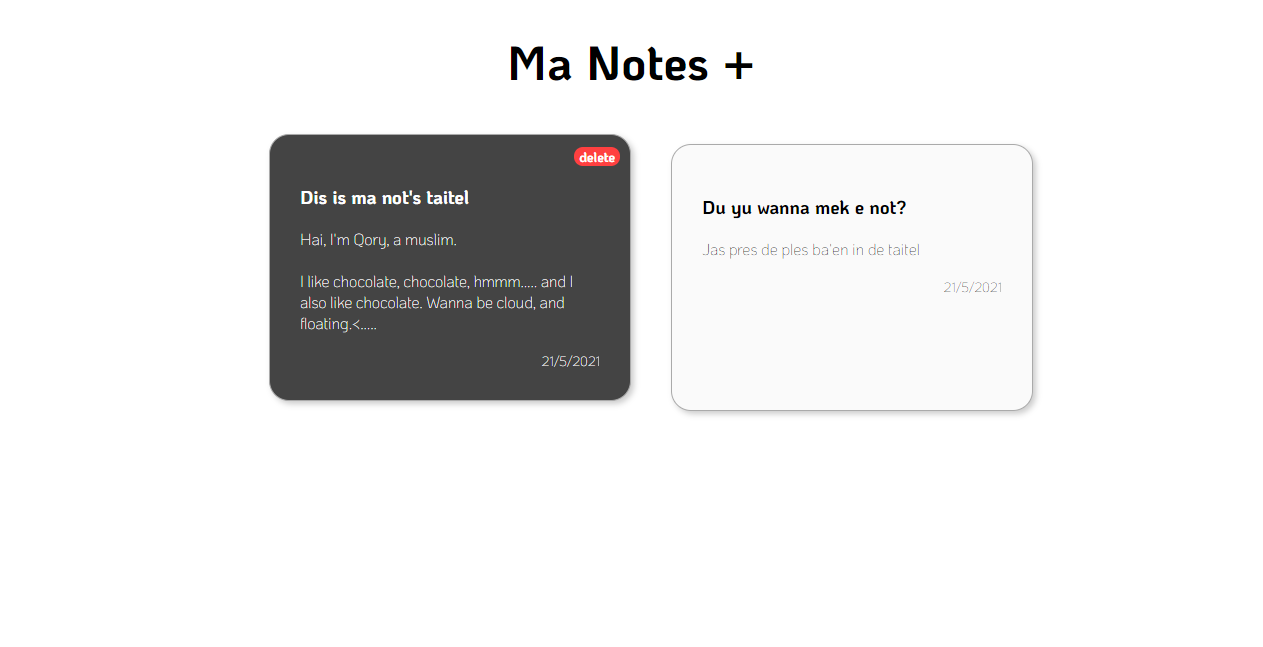 Ma Notes +
delete
Dis is ma not's taitel
Hai, I'm Qory, a muslim.
I like chocolate, chocolate, hmmm..... and I
also like chocolate. Wanna be cloud, and
floating.<.....
21/5/2021
Du yu wanna mek e not?
Jas pres de ples ba'en in de taitel
21/5/2021